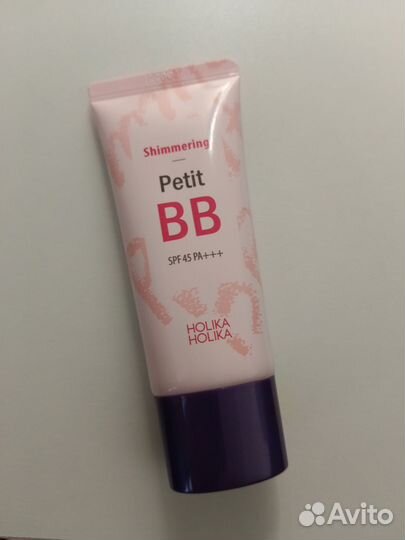 Shimmering
Petit
BB
SPF 45 PA+++
HOLIKA
HOLIKA
Avito